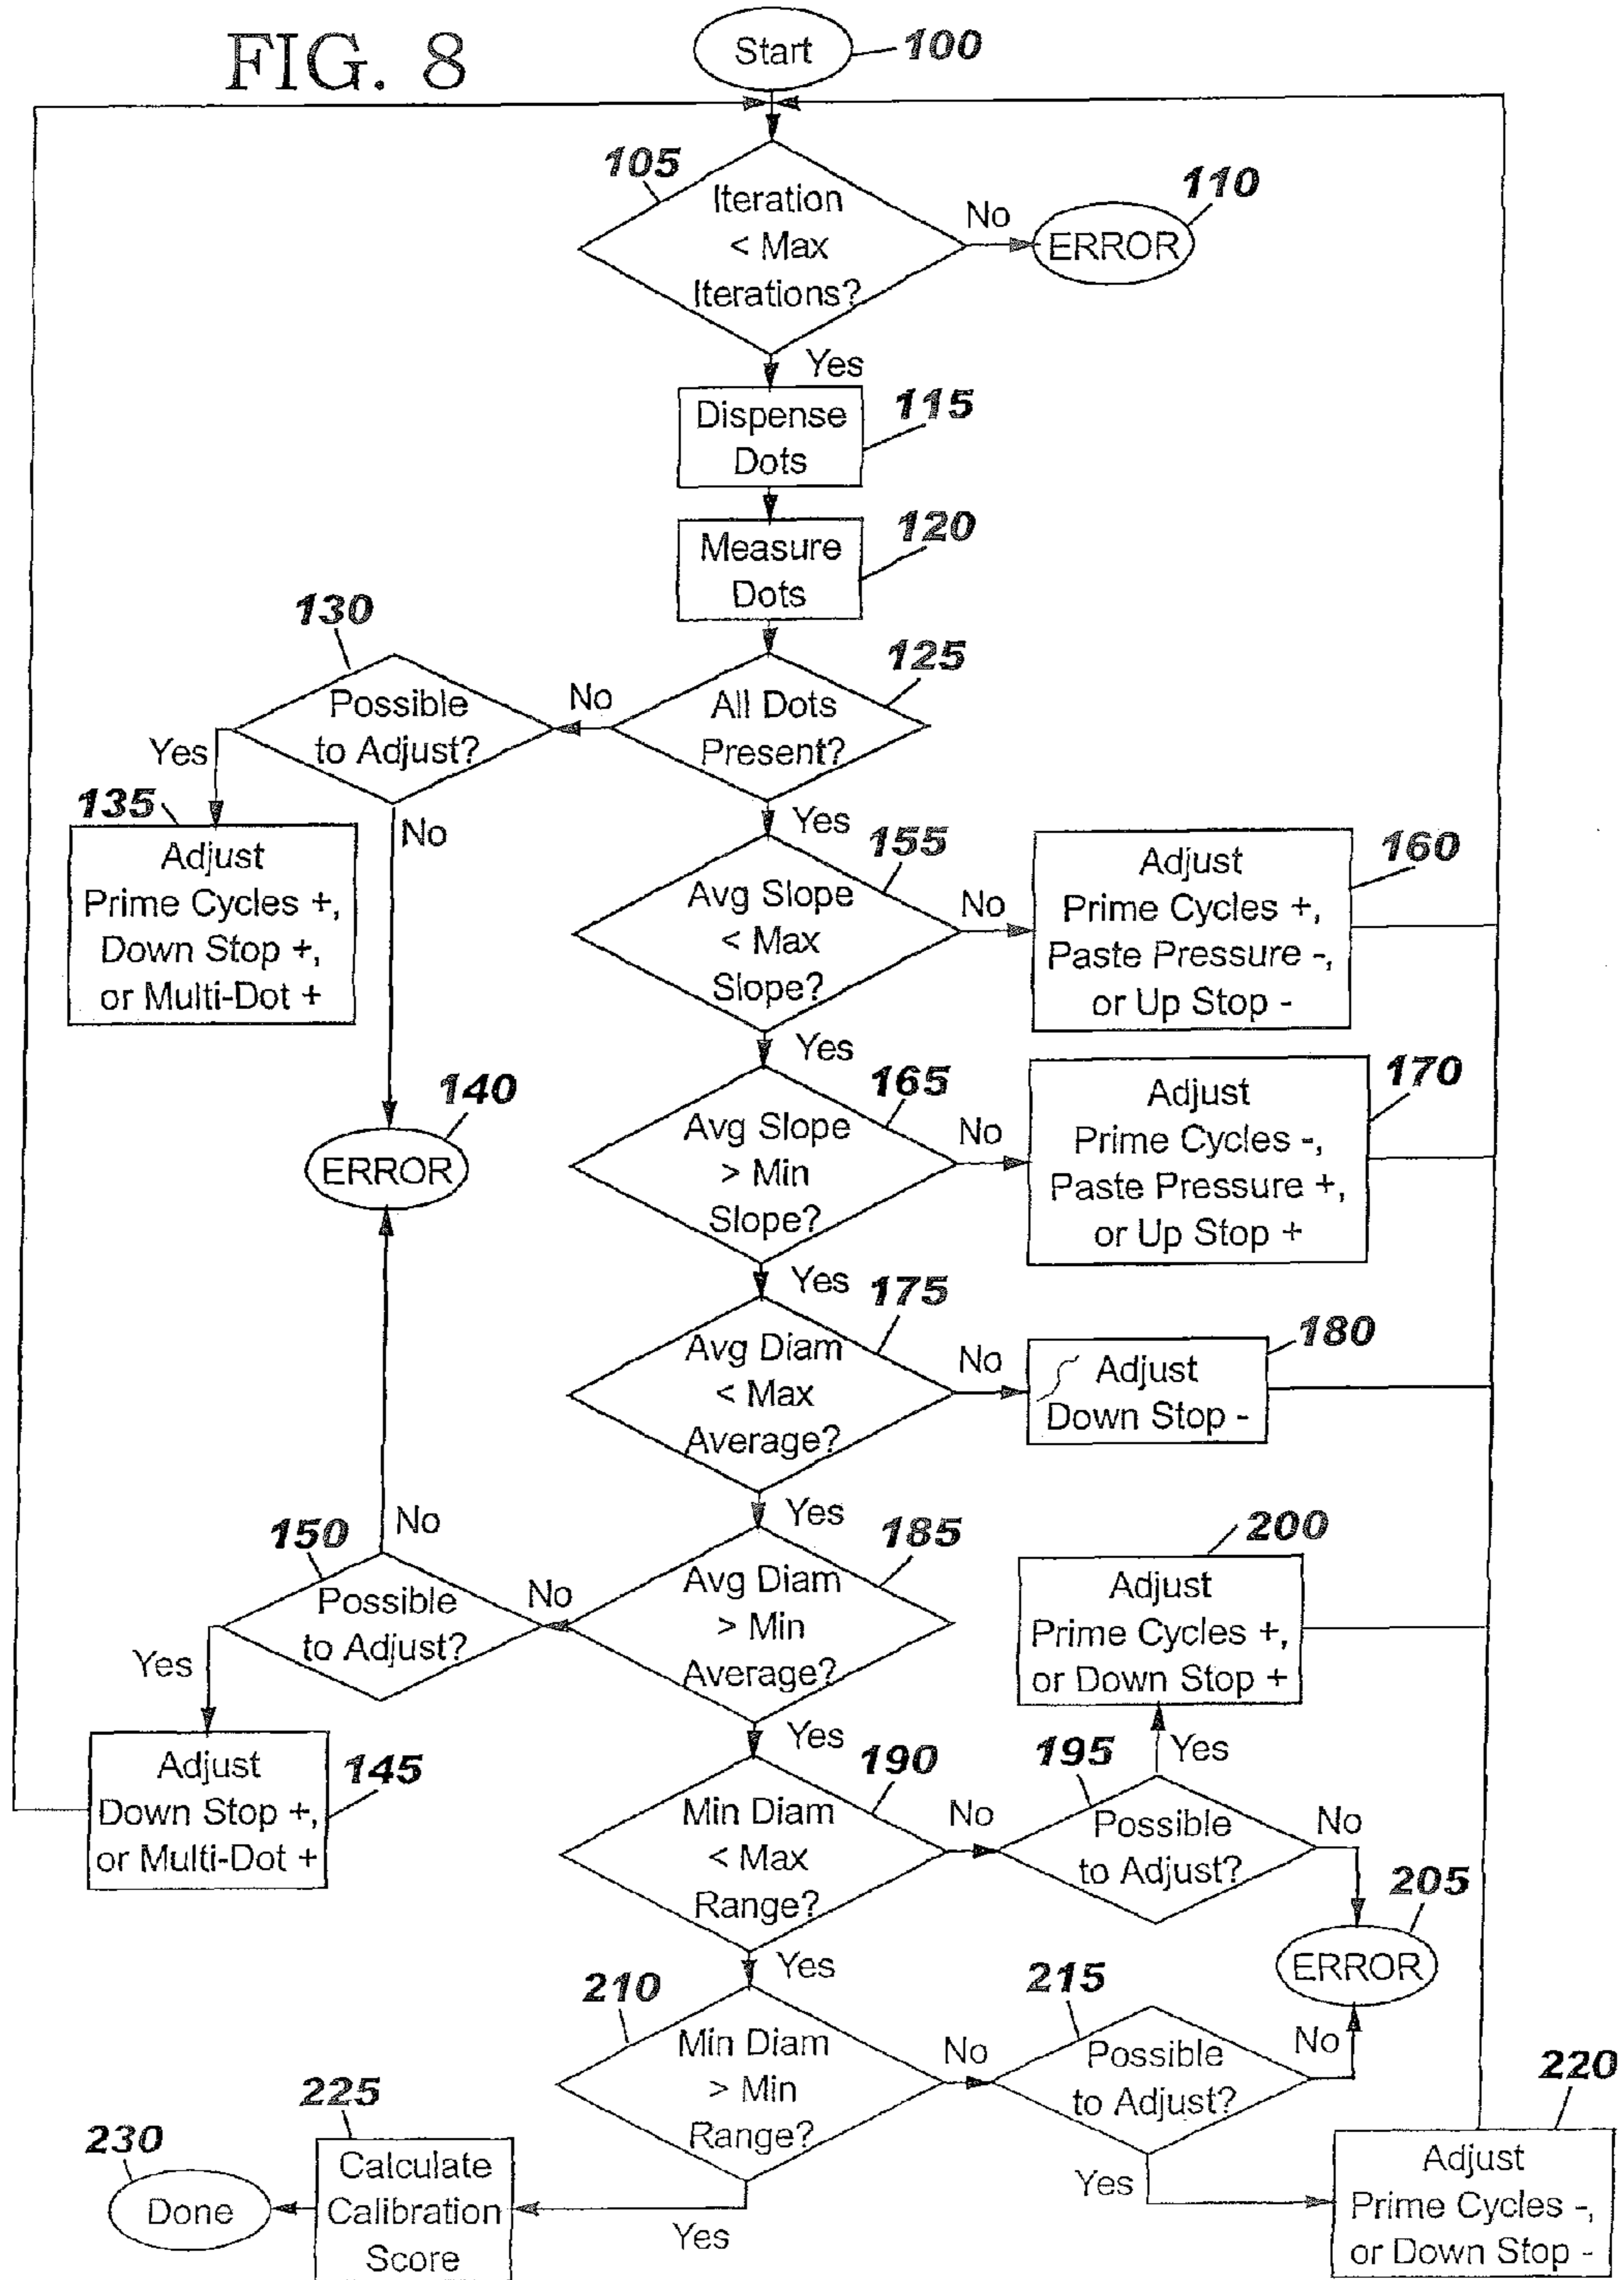 FIG. 8
Start
100
105
Iteration
< Max
Iterations?
No
110
ERROR
Yes
Dispense
Dots
115
Measure
Dots
120
130
Possible
to Adjust?
No
All Dots
Present?
125
Yes
135
Adjust
Prime Cycles +,
Down Stop +,
or Multi-Dot +
No
Yes
155
Avg Slope
< Max
Slope?
No
Adjust
Prime Cycles +,
Paste Pressure -,
or Up Stop -
160
Yes
140
ERROR
165
Avg Slope
> Min
Slope?
No
Adjust
Prime Cycles -,
Paste Pressure +,
or Up Stop +
170
Yes
175
Avg Diam
< Max
Average?
No
Adjust
Down Stop -
180
Yes
150
No
Possible
to Adjust?
No
185
Avg Diam
> Min
Average?
200
Adjust
Prime Cycles +,
or Down Stop +
Yes
Adjust
Down Stop +,
or Multi-Dot +
145
Yes
190
Min Diam
< Max
Range?
No
195
Yes
Possible
to Adjust?
No
205
ERROR
Yes
210
Min Diam
> Min
Range?
No
215
Possible
to Adjust?
No
220
Yes
Adjust
Prime Cycles -,
or Down Stop -
Yes
225
Calculate
Calibration
Score
230
Done